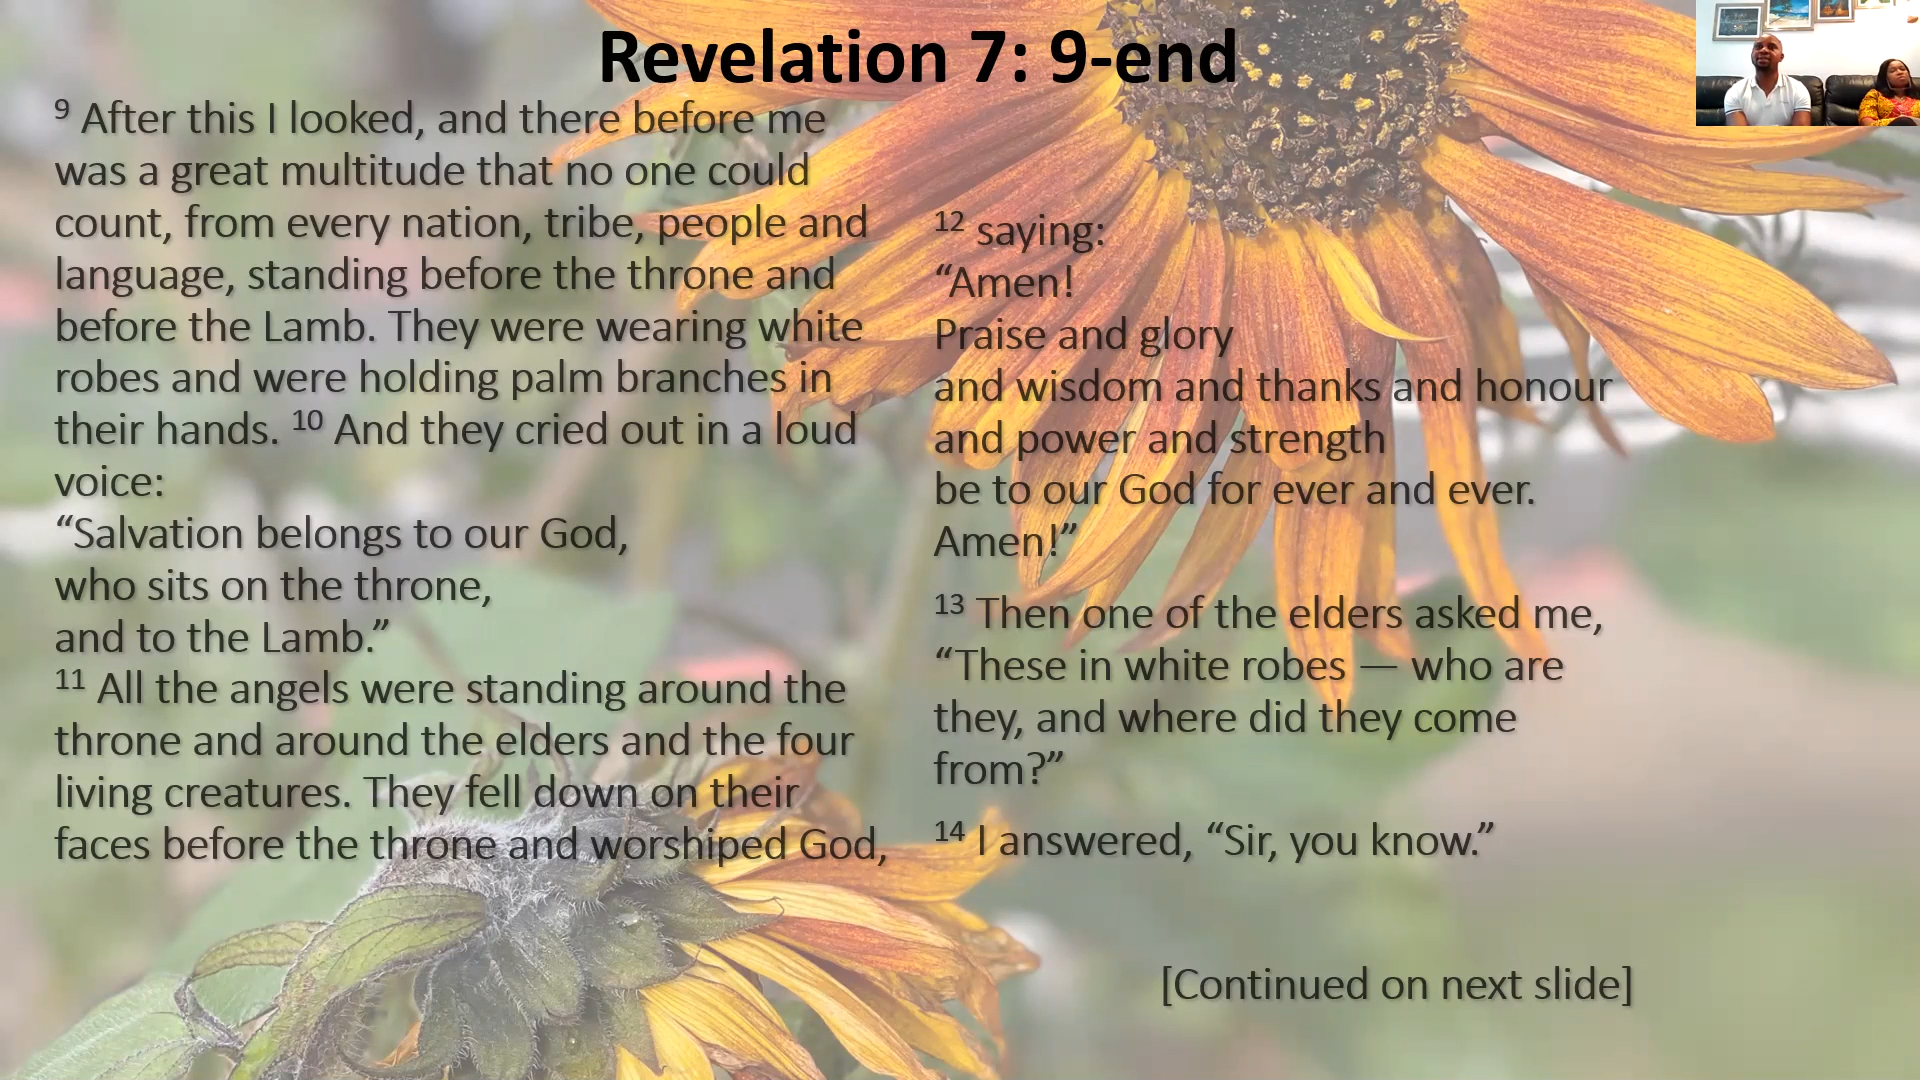 Revelation 7: 9-end
9 After this I looked, and there before me
was a great multitude that no one could
count, from every nation, tribe, people and
language, standing before the throne and
before the Lamb. They were wearing white
robes and were holding palm branches in
their hands. 10 And they cried out in a loud
voice:
“Salvation belongs to our God,
who sits on the throne,
and to the Lamb.”
11 All the angels were standing around the
throne and around the elders and the four
living creatures. They fell down on their
faces before the throne and worshiped God,
12 saying:
“Amen!
Praise and glory
and wisdom and thanks and honour
and power and strength
be to our God for ever and ever.
Amen!”
13 Then one of the elders asked me,
“These in white robes — who are
they, and where did they come
from?”
14 I answered, “Sir, you know.”
[Continued on next slide]